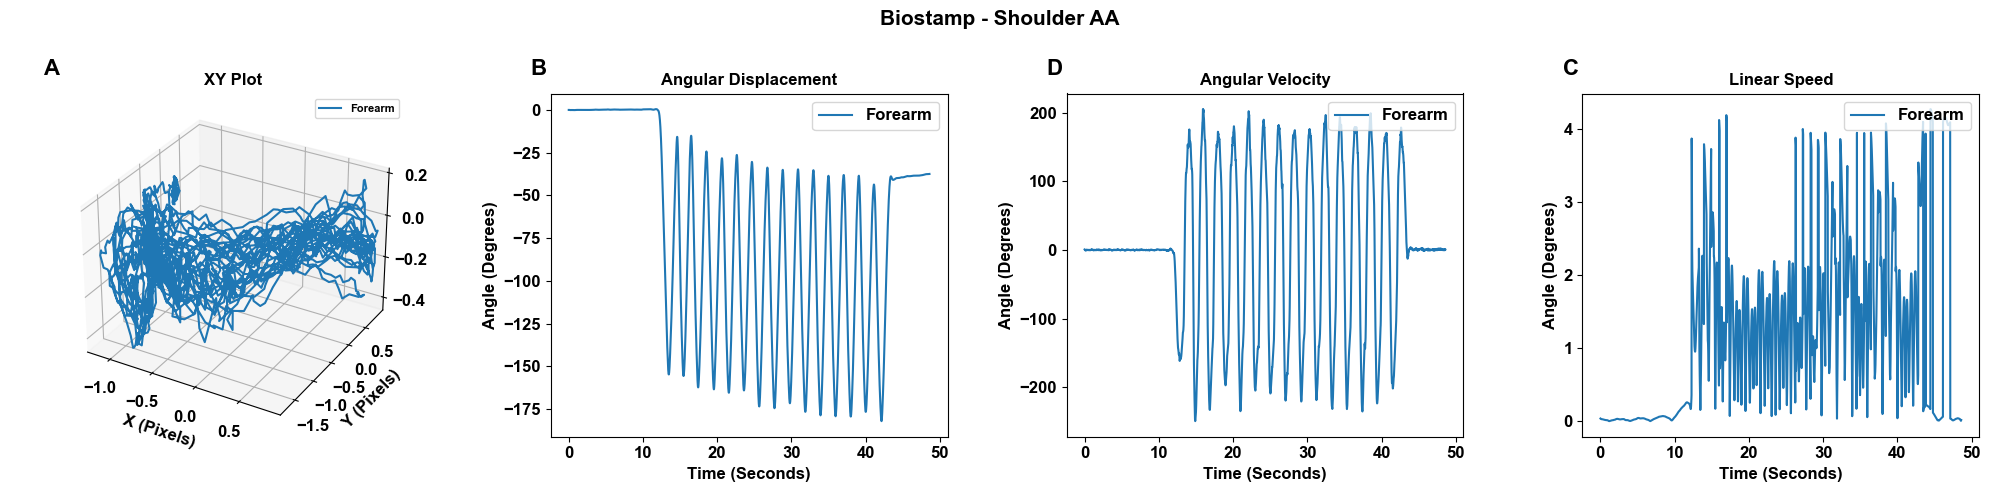 Biostamp - Shoulder AA
A
XY Plot
Forearm
0.2
0.0
−0.2
−0.4
−1.0
−0.5
0.0
0.5
X (Pixels)
0.5
0.0
−0.5
−1.0
−1.5
Y (Pixels)
B
Angular Displacement
Forearm
0
−25
−50
−75
−100
−125
−150
−175
Angle (Degrees)
0 10 20 30 40 50
Time (Seconds)
D
Angular Velocity
Forearm
200
100
0
−100
−200
Angle (Degrees)
0 10 20 30 40 50
Time (Seconds)
C
Linear Speed
Forearm
4
3
2
1
0
Angle (Degrees)
0 10 20 30 40 50
Time (Seconds)